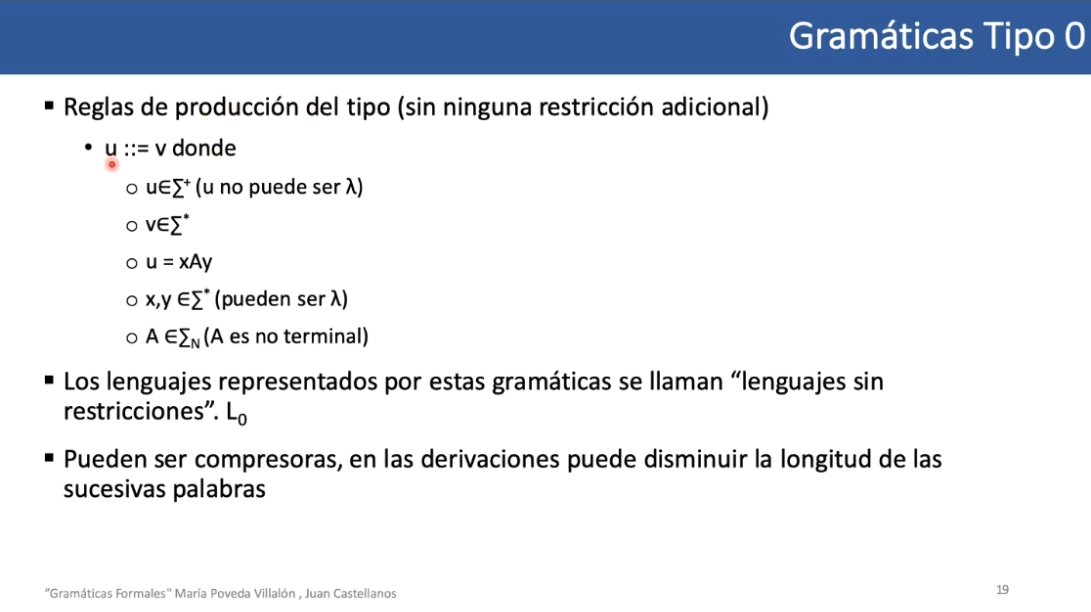 Gramáticas Tipo 0
▪ Reglas de producción del tipo (sin ninguna restricción adicional)
• u ::= v donde
o u∈∑⁺ (u no puede ser λ)
o v∈∑*
o u = xAy
o x,y ∈∑* (pueden ser λ)
o A ∈∑N (A es no terminal)
▪ Los lenguajes representados por estas gramáticas se llaman “lenguajes sin
restricciones”. L₀
▪ Pueden ser compresoras, en las derivaciones puede disminuir la longitud de las
sucesivas palabras
"Gramáticas Formales" María Poveda Villalón , Juan Castellanos
19